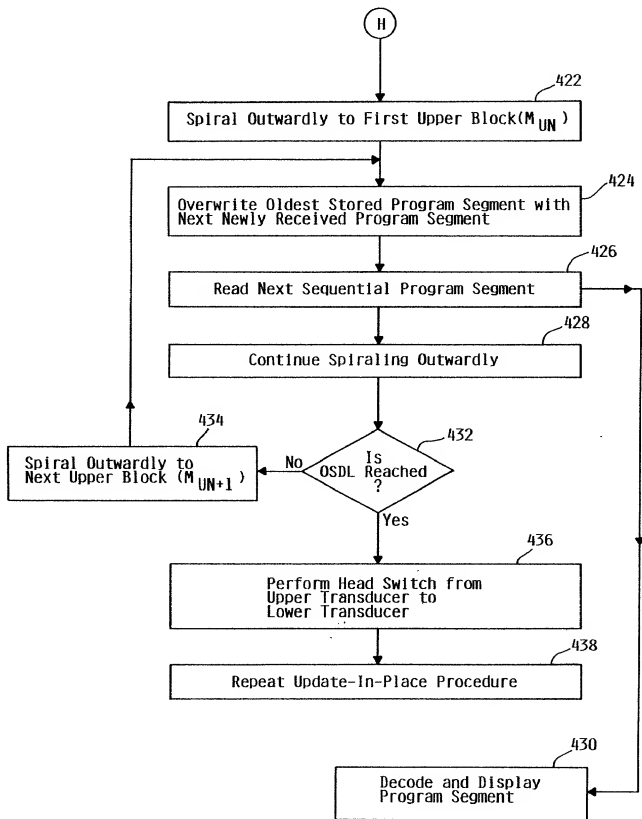 H
422
Spiral Outwardly to First Upper Block(M UN )
424
Overwrite Oldest Stored Program Segment with
Next Newly Received Program Segment
426
Read Next Sequential Program Segment
428
Continue Spiraling Outwardly
434
Spiral Outwardly to
Next Upper Block (M UN+1 )
432
No
Is
OSDL Reached
?
Yes
436
Perform Head Switch from
Upper Transducer to
Lower Transducer
438
Repeat Update-In-Place Procedure
430
Decode and Display
Program Segment